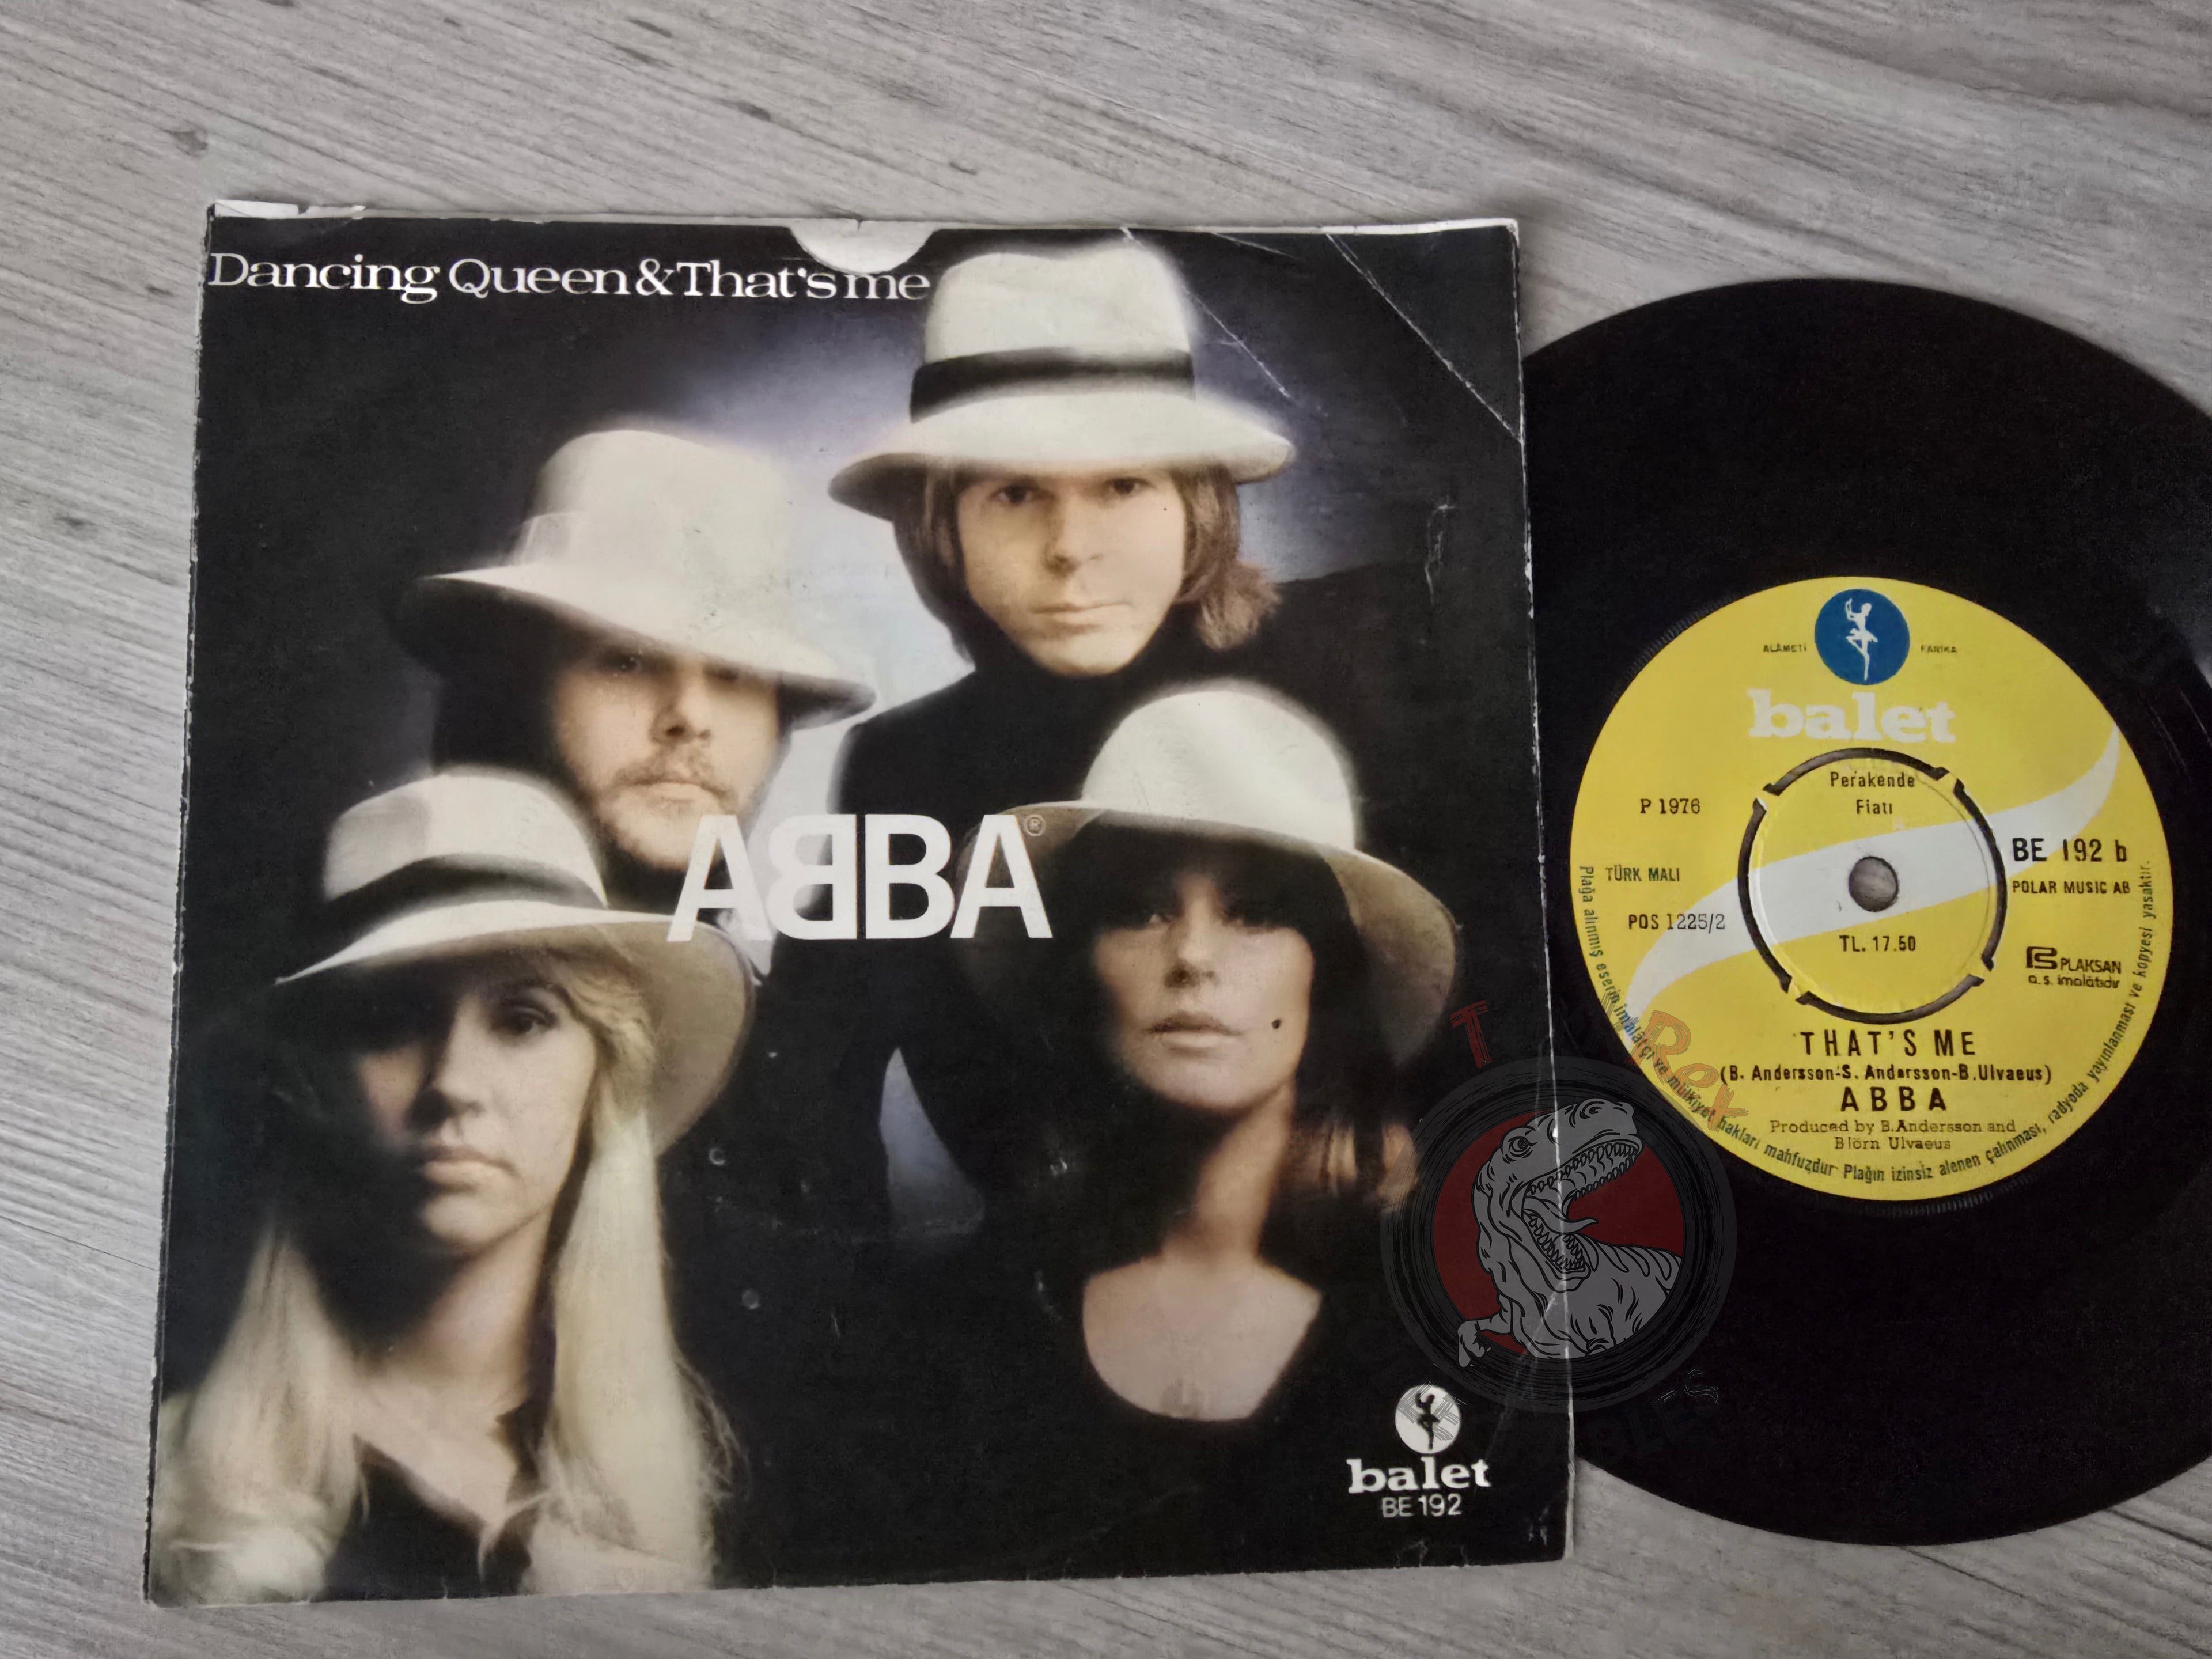 Dancing Queen & That's me
ABBA®
balet
BE 192
ALÂMETİ FARİKA
balet
Perakende
Fiatı
P 1976
BE 192 b
TÜRK MALI
POLAR MUSIC AB
POS 1225/2
TL. 17.50
PLAKSAN
a.s. imalâtıdır
THAT'S ME
(B. Andersson-S. Andersson-B.Ulvaeus)
ABBA
Produced by B.Andersson and
Björn Ulvaeus
Plağa alınmış eserin imalâtçı ve mülkiyet hakları mahfuzdur Plağın izinsiz alenen çalınması, radyoda yayınlanması ve kopyesi yasaktır.
T Rex